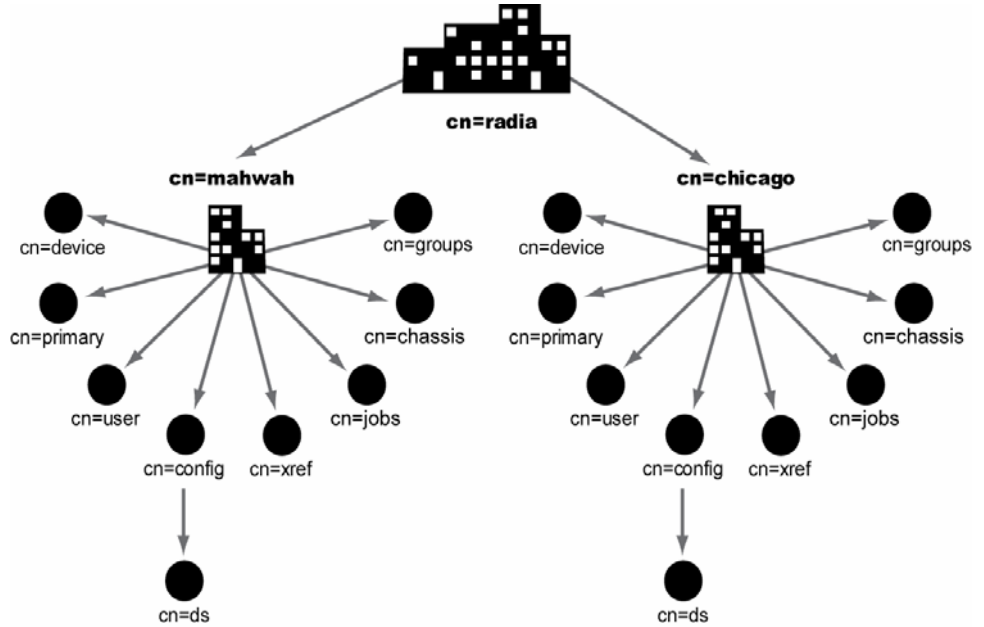 cn=radia
cn=mahwah
cn=chicago
cn=device
cn=groups
cn=device
cn=groups
cn=primary
cn=chassis
cn=primary
cn=chassis
cn=user
cn=jobs
cn=user
cn=jobs
cn=config
cn=xref
cn=config
cn=xref
cn=ds
cn=ds